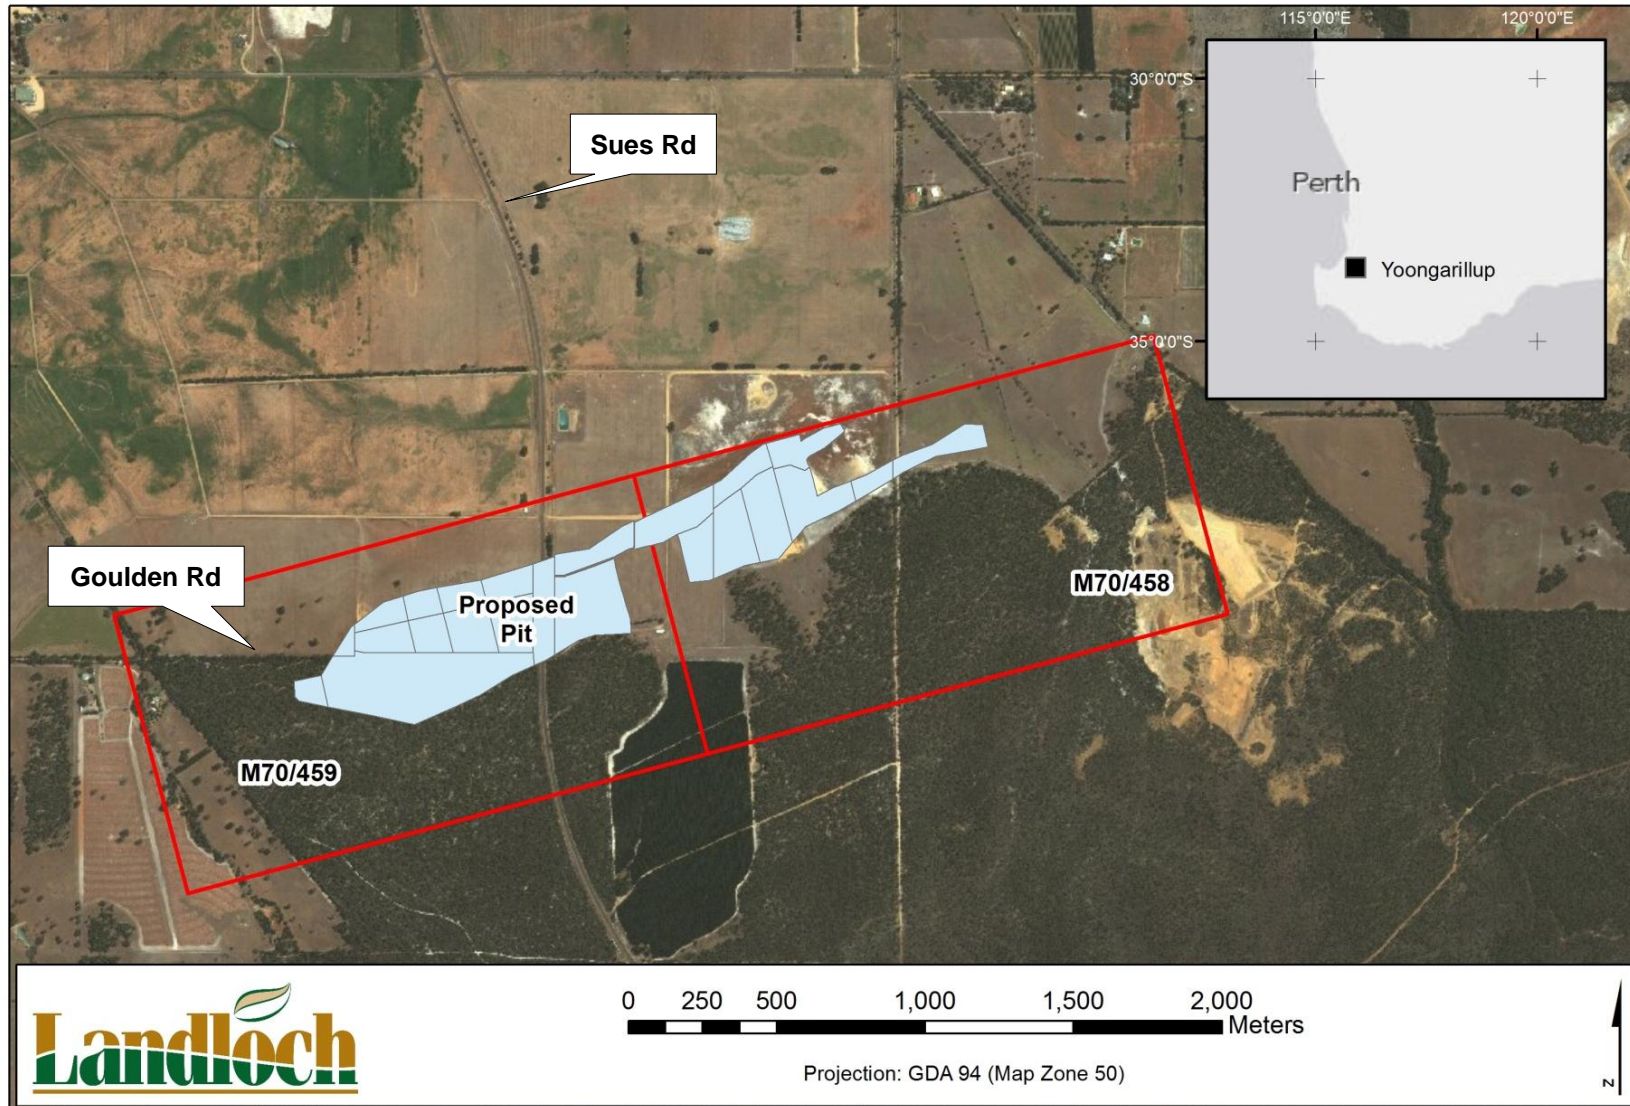 115°0'0"E
120°0'0"E
30°0'0"S
Sues Rd
Perth
Yoongarillup
35°0'0"S
Goulden Rd
Proposed
Pit
M70/458
M70/459
Landloch
0 250 500 1,000 1,500 2,000
Meters
Projection: GDA 94 (Map Zone 50)
N